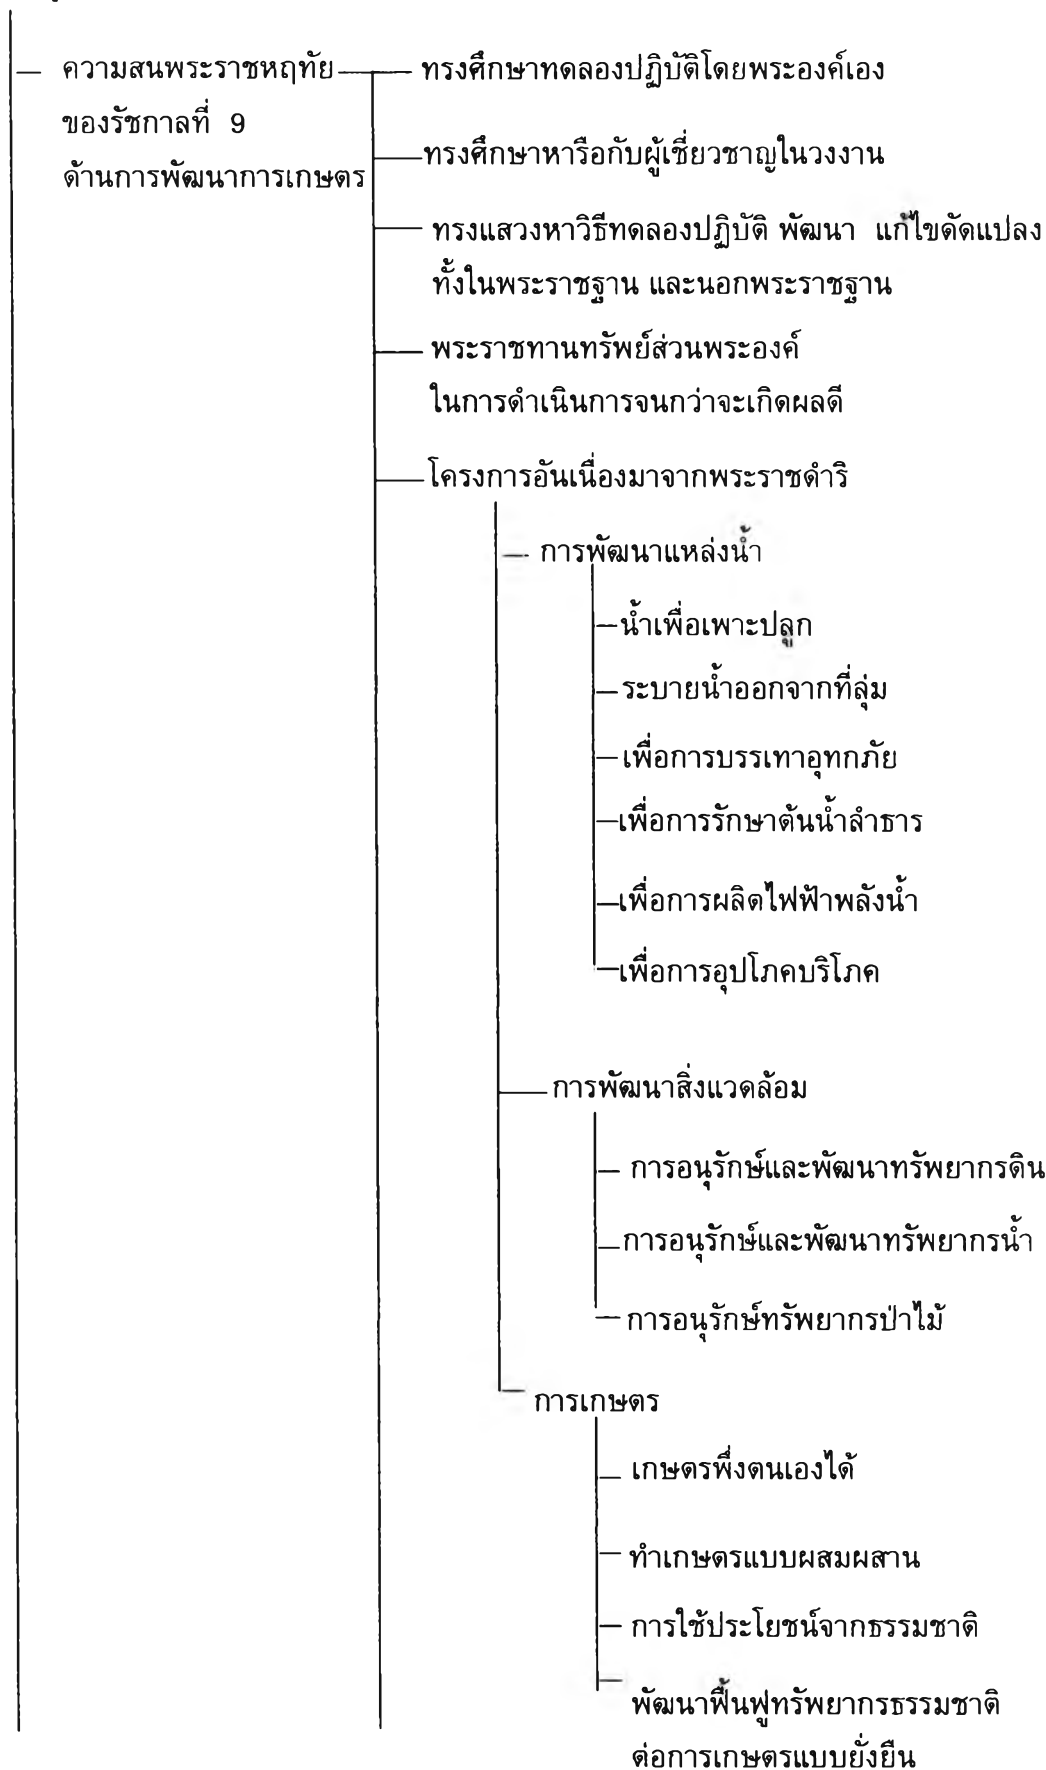 ความสนพระราชหฤทัย
ของรัชกาลที่ 9
ด้านการพัฒนาการเกษตร
ทรงศึกษาทดลองปฏิบัติโดยพระองค์เอง
ทรงศึกษาหารือกับผู้เชี่ยวชาญในวงงาน
ทรงแสวงหาวิธีทดลองปฏิบัติ พัฒนา แก้ไขดัดแปลง
ทั้งในพระราชฐาน และนอกพระราชฐาน
พระราชทานทรัพย์ส่วนพระองค์
ในการดำเนินการจนกว่าจะเกิดผลดี
โครงการอันเนื่องมาจากพระราชดำริ
การพัฒนาแหล่งน้ำ
น้ำเพื่อเพาะปลูก
ระบายน้ำออกจากที่ลุ่ม
เพื่อการบรรเทาอุทกภัย
เพื่อการรักษาต้นน้ำลำธาร
เพื่อการผลิตไฟฟ้าพลังน้ำ
เพื่อการอุปโภคบริโภค
การพัฒนาสิ่งแวดล้อม
การอนุรักษ์และพัฒนาทรัพยากรดิน
การอนุรักษ์และพัฒนาทรัพยากรน้ำ
การอนุรักษ์ทรัพยากรป่าไม้
การเกษตร
เกษตรพึ่งตนเองได้
ทำเกษตรแบบผสมผสาน
การใช้ประโยชน์จากธรรมชาติ
พัฒนาฟื้นฟูทรัพยากรธรรมชาติ
ต่อการเกษตรแบบยั่งยืน